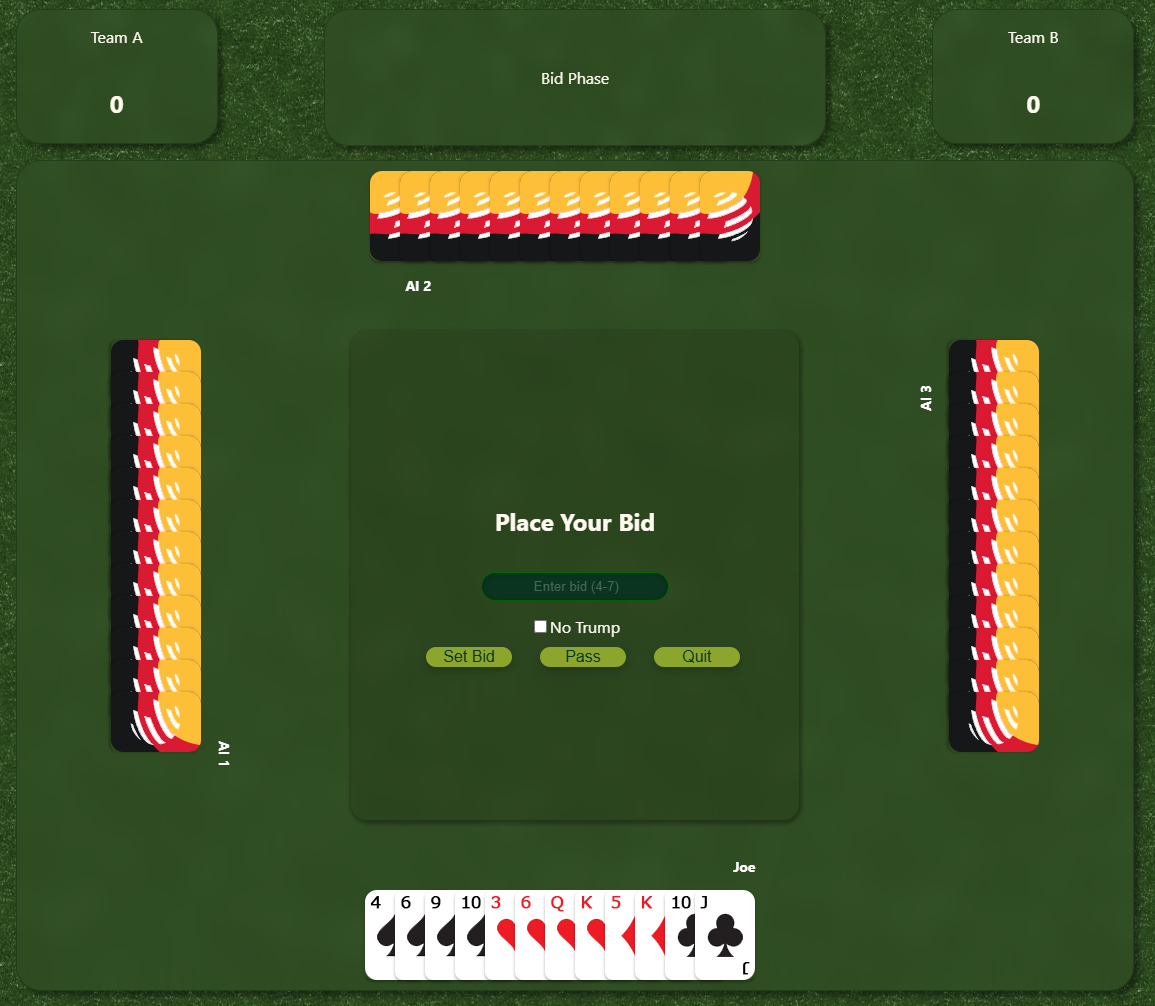 Team A
0
Bid Phase
Team B
0
AI 2
AI 1
AI 3
Place Your Bid
Enter bid (4-7)
No Trump
Set Bid Pass Quit
Joe
4 6 9 10 3 6 Q K 5 K 10 J
J